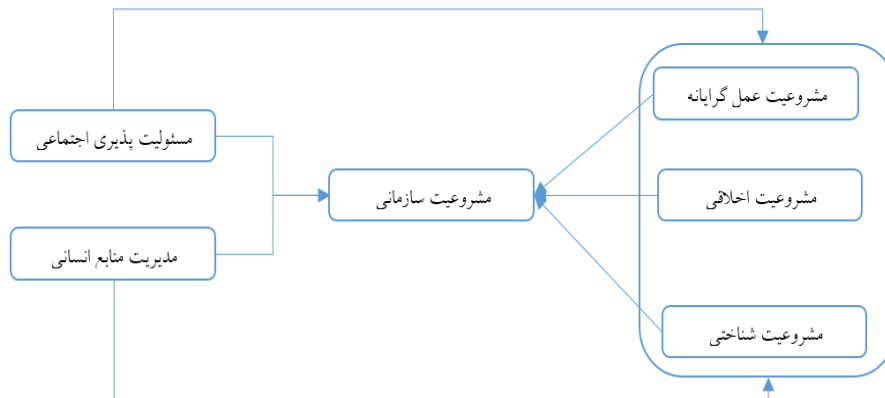 مشروعیت عمل گرایانه
مسئولیت پذیری اجتماعی
مشروعیت اخلاقی
مشروعیت سازمانی
مدیریت منابع انسانی
مشروعیت شناختی